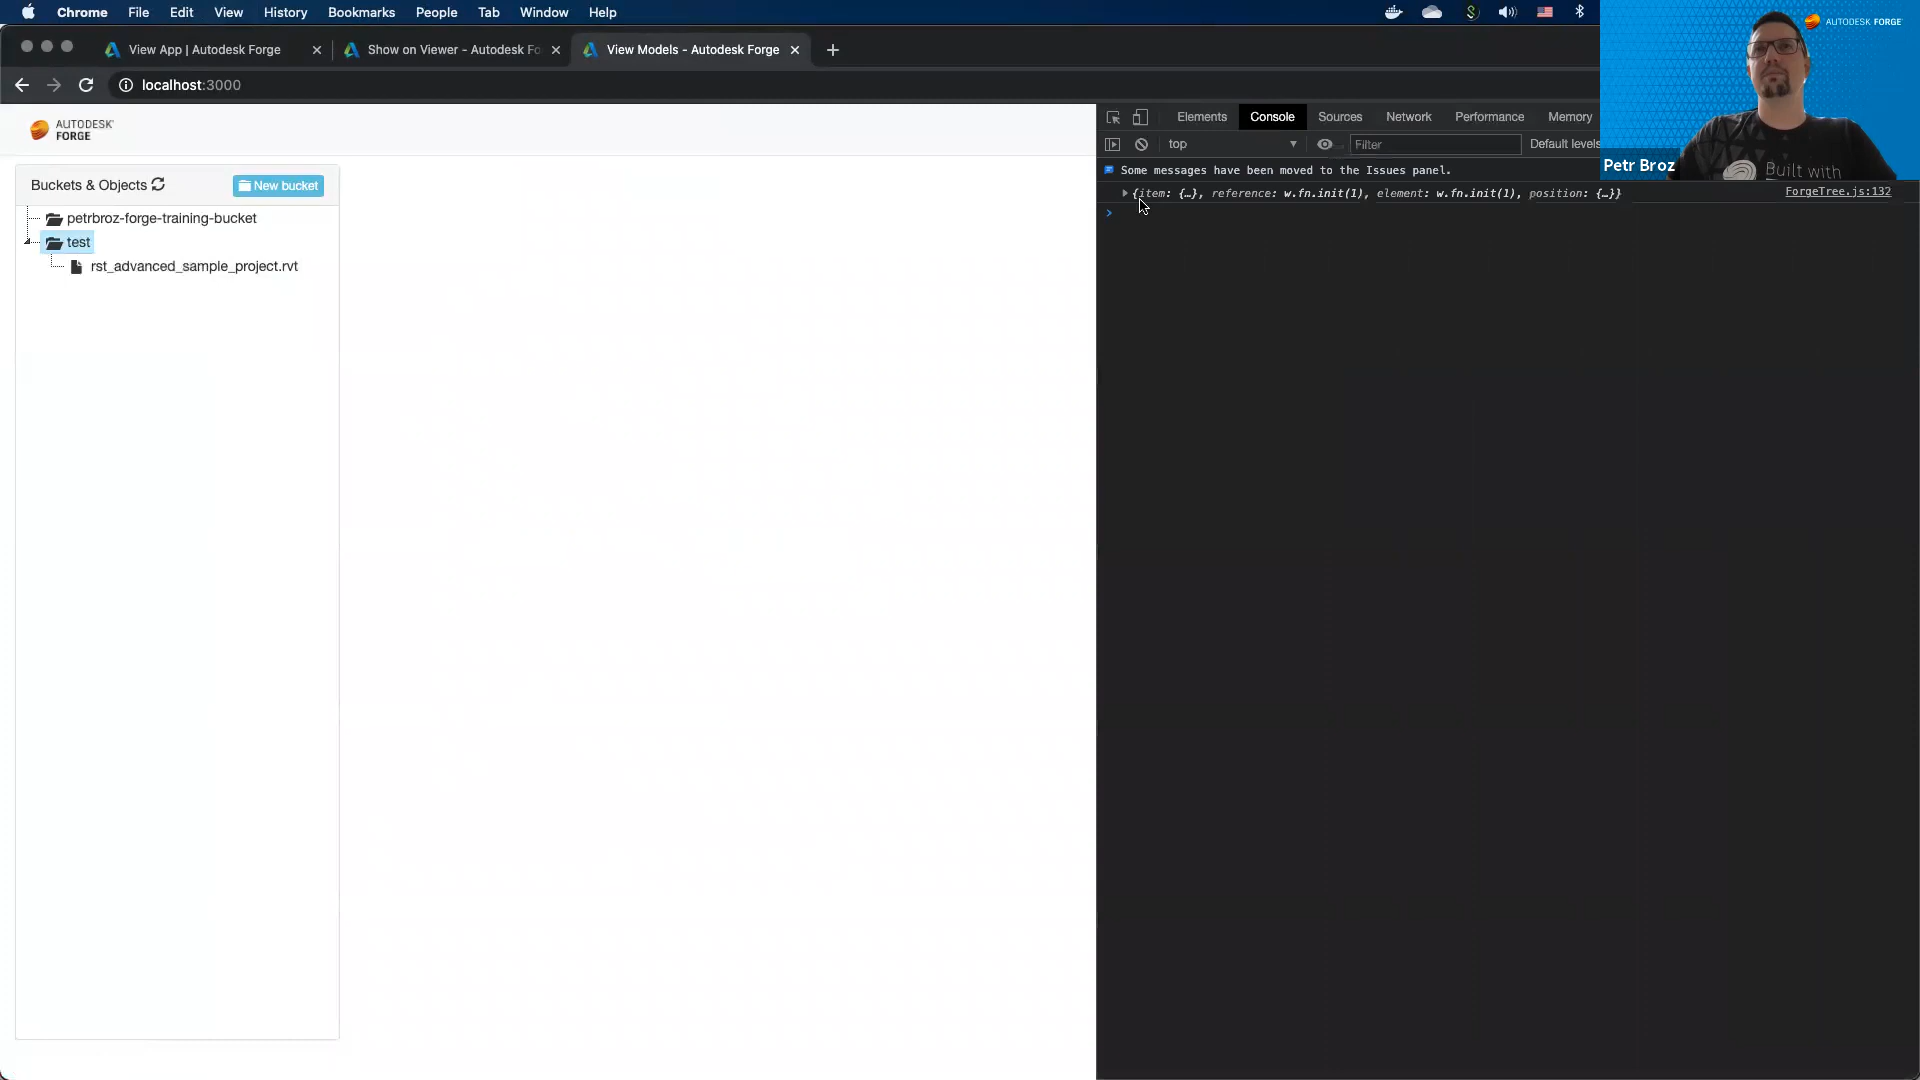 Chrome File Edit View History Bookmarks People Tab Window Help
AUTODESK FORGE
View App | Autodesk Forge
Show on Viewer - Autodesk Fo
View Models - Autodesk Forge
localhost:3000
Petr Broz
Built with
AUTODESK
FORGE
Buckets & Objects
New bucket
petrbroz-forge-training-bucket
test
rst_advanced_sample_project.rvt
Elements Console Sources Network Performance Memory
top
Filter
Default levels
Some messages have been moved to the Issues panel.
{item: {…}, reference: w.fn.init(1), element: w.fn.init(1), position: {…}}
ForgeTree.js:132
>